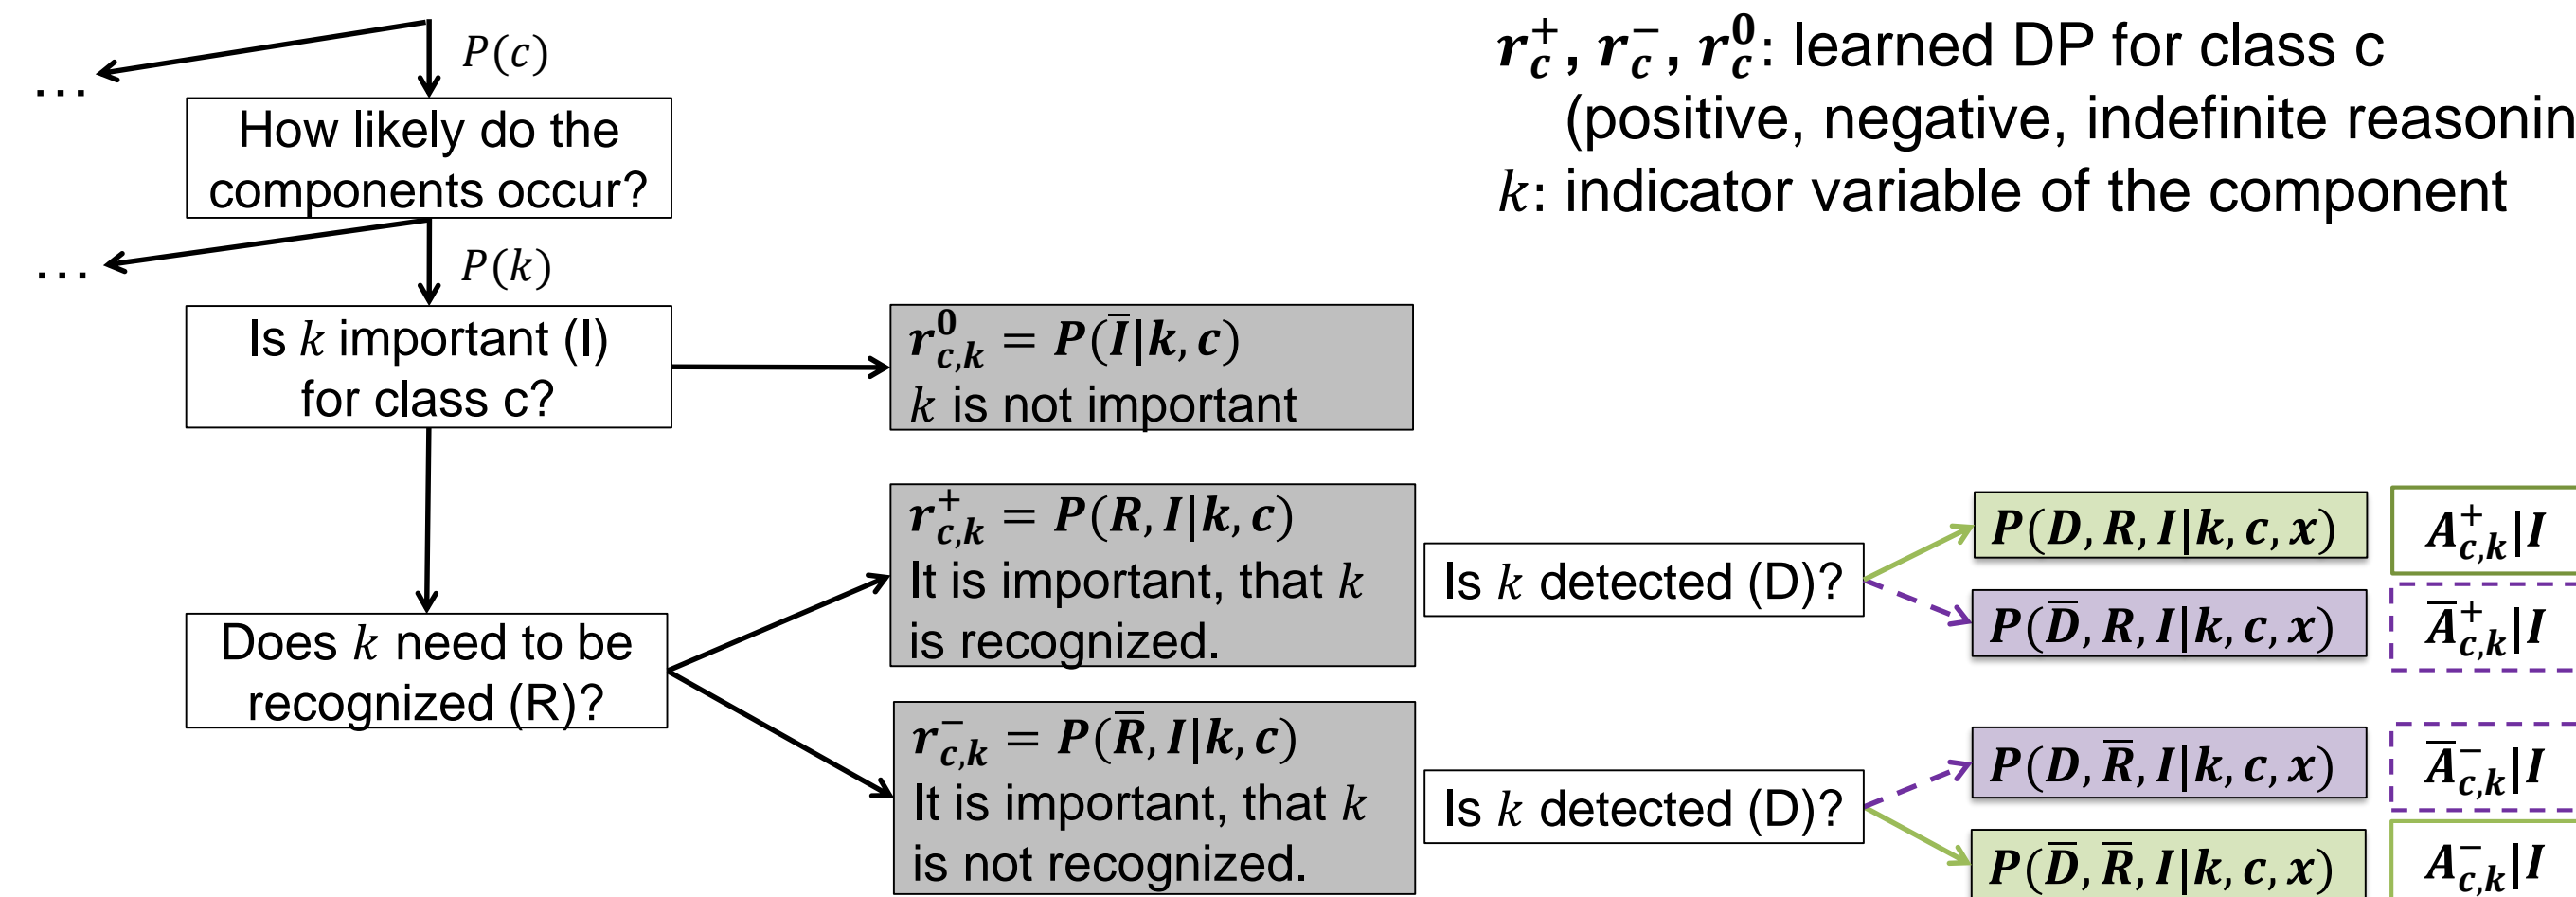 P(c)
r_c^+, r_c^-, r_c^0: learned DP for class c
(positive, negative, indefinite reasonin
k: indicator variable of the component
…
How likely do the
components occur?
…
P(k)
Is k important (I)
for class c?
r_{c,k}^0 = P(I̅|k, c)
k is not important
Does k need to be
recognized (R)?
r_{c,k}^+ = P(R, I|k, c)
It is important, that k
is recognized.
Is k detected (D)?
P(D, R, I|k, c, x)
A_{c,k}^+|I
P(D̅, R, I|k, c, x)
A̅_{c,k}^+|I
r_{c,k}^- = P(R̅, I|k, c)
It is important, that k
is not recognized.
Is k detected (D)?
P(D, R̅, I|k, c, x)
A̅_{c,k}^-|I
P(D̅, R̅, I|k, c, x)
A_{c,k}^-|I